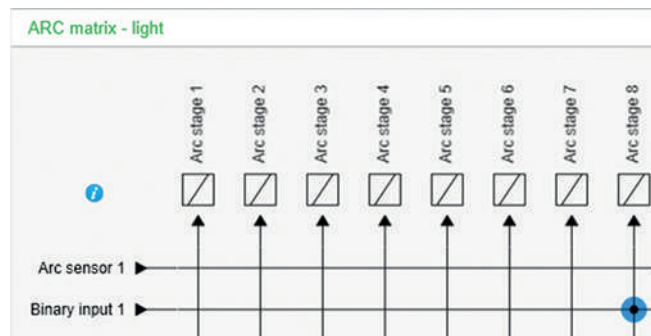 ARC matrix - light
Arc stage 1
Arc stage 2
Arc stage 3
Arc stage 4
Arc stage 5
Arc stage 6
Arc stage 7
Arc stage 8
i
Arc sensor 1
Binary input 1